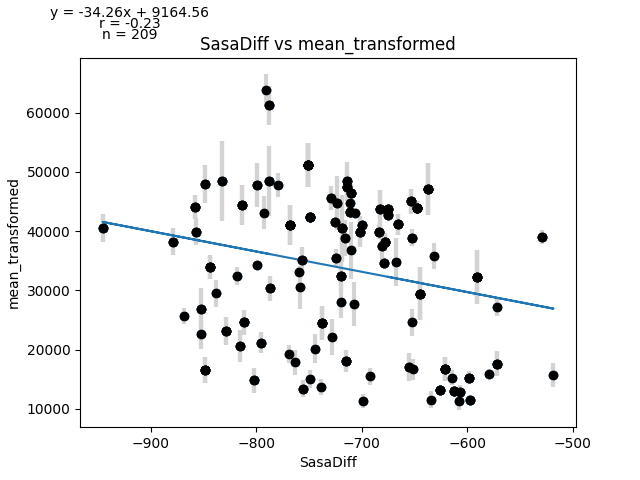 y = -34.26x + 9164.56
r = -0.23
n = 209
SasaDiff vs mean_transformed
mean_transformed
60000
50000
40000
30000
20000
10000
−900
−800
−700
−600
−500
SasaDiff